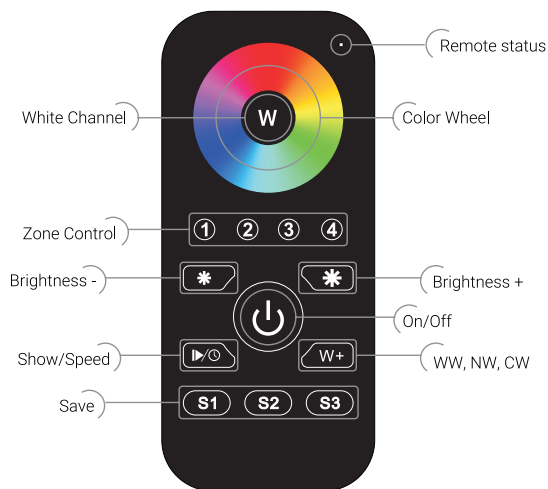 Remote status
White Channel
W
Color Wheel
Zone Control
1 2 3 4
Brightness -
Brightness +
On/Off
Show/Speed
W+
WW, NW, CW
Save
S1 S2 S3